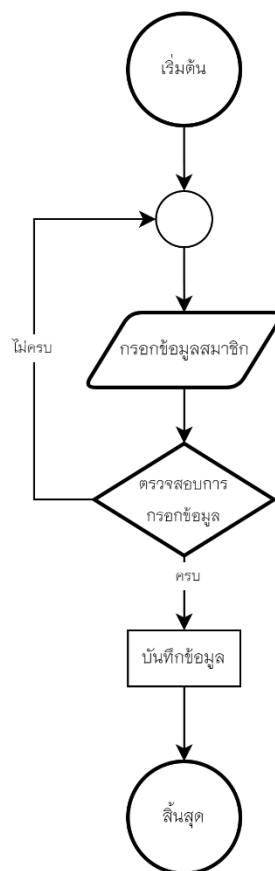 เริ่มต้น
ไม่ครบ
กรอกข้อมูลสมาชิก
ตรวจสอบการ
กรอกข้อมูล
ครบ
บันทึกข้อมูล
สิ้นสุด